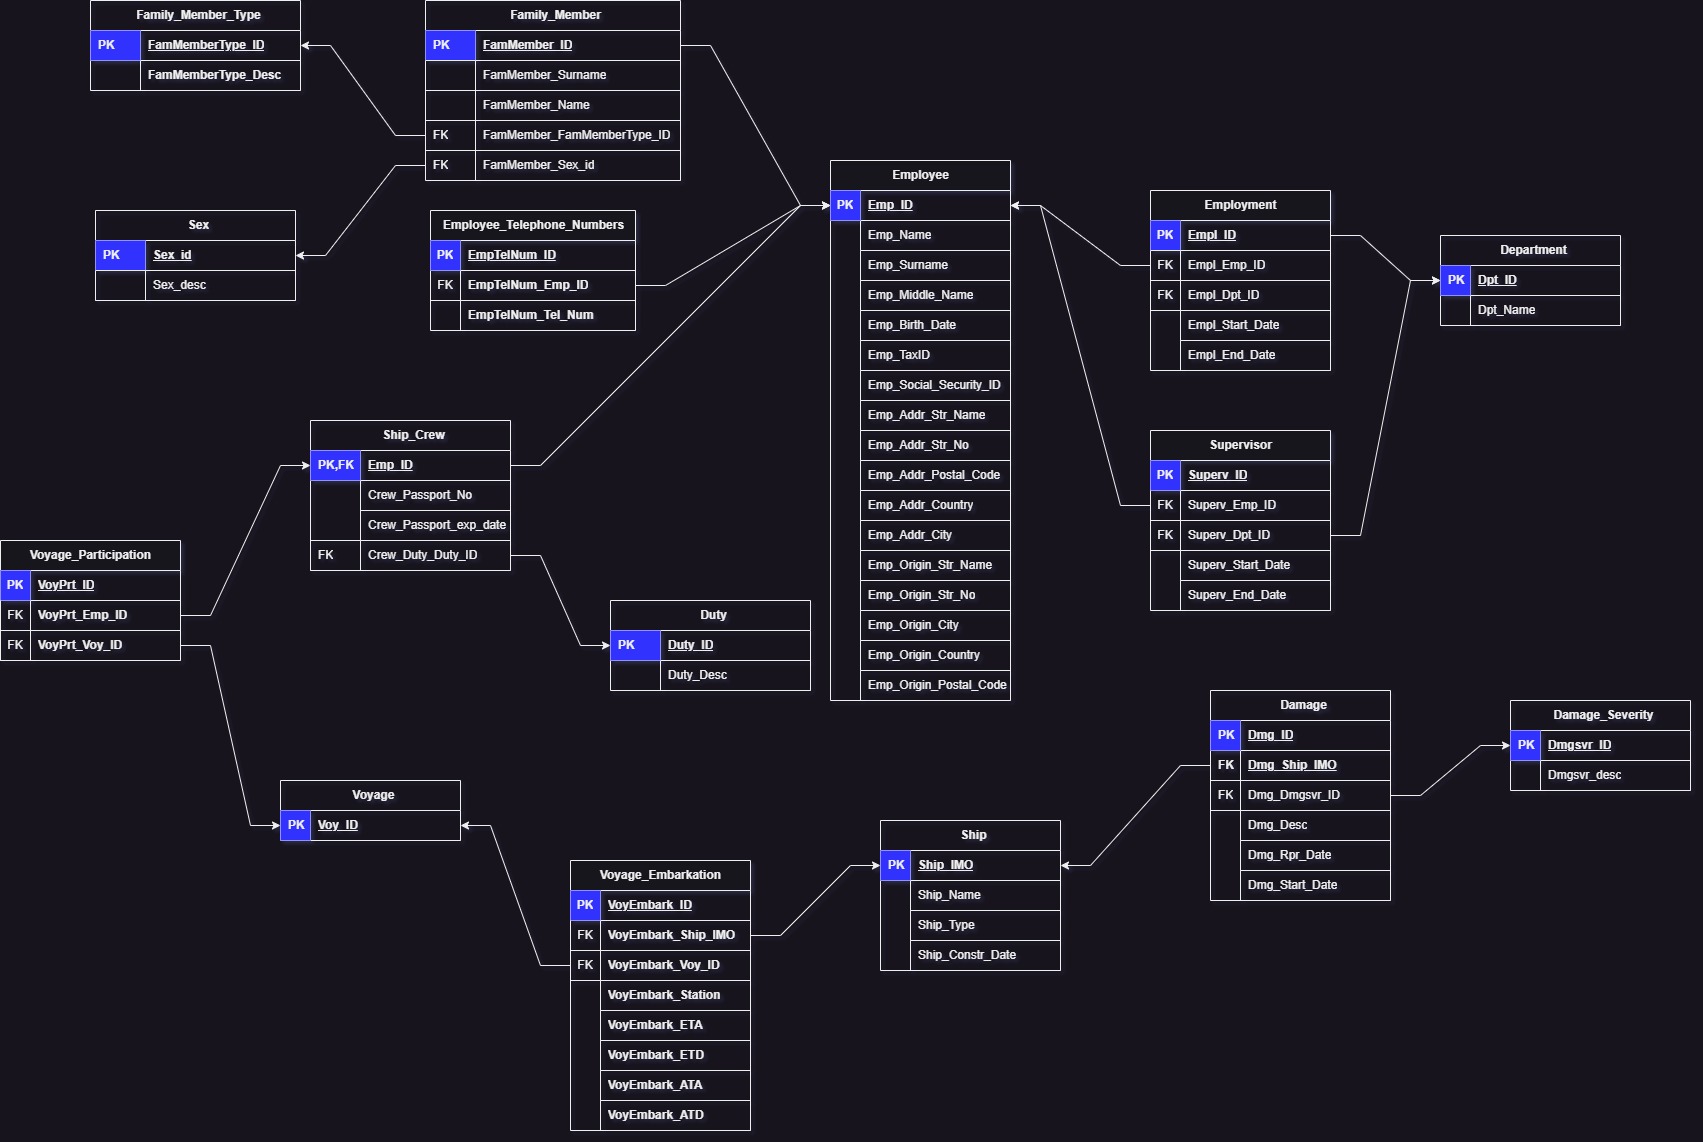 Family_Member_Type
PK FamMemberType_ID
FamMemberType_Desc
Family_Member
PK FamMember_ID
FamMember_Surname
FamMember_Name
FK FamMember_FamMemberType_ID
FK FamMember_Sex_id
Sex
PK Sex_id
Sex_desc
Employee_Telephone_Numbers
PK EmpTelNum_ID
FK EmpTelNum_Emp_ID
EmpTelNum_Tel_Num
Employee
PK Emp_ID
Emp_Name
Emp_Surname
Emp_Middle_Name
Emp_Birth_Date
Emp_TaxID
Emp_Social_Security_ID
Emp_Addr_Str_Name
Emp_Addr_Str_No
Emp_Addr_Postal_Code
Emp_Addr_Country
Emp_Addr_City
Emp_Origin_Str_Name
Emp_Origin_Str_No
Emp_Origin_City
Emp_Origin_Country
Emp_Origin_Postal_Code
Employment
PK Empl_ID
FK Empl_Emp_ID
FK Empl_Dpt_ID
Empl_Start_Date
Empl_End_Date
Department
PK Dpt_ID
Dpt_Name
Supervisor
PK Superv_ID
FK Superv_Emp_ID
FK Superv_Dpt_ID
Superv_Start_Date
Superv_End_Date
Ship_Crew
PK,FK Emp_ID
Crew_Passport_No
Crew_Passport_exp_date
FK Crew_Duty_Duty_ID
Voyage_Participation
PK VoyPrt_ID
FK VoyPrt_Emp_ID
FK VoyPrt_Voy_ID
Duty
PK Duty_ID
Duty_Desc
Voyage
PK Voy_ID
Voyage_Embarkation
PK VoyEmbark_ID
FK VoyEmbark_Ship_IMO
FK VoyEmbark_Voy_ID
VoyEmbark_Station
VoyEmbark_ETA
VoyEmbark_ETD
VoyEmbark_ATA
VoyEmbark_ATD
Ship
PK Ship_IMO
Ship_Name
Ship_Type
Ship_Constr_Date
Damage
PK Dmg_ID
FK Dmg_Ship_IMO
FK Dmg_Dmgsvr_ID
Dmg_Desc
Dmg_Rpr_Date
Dmg_Start_Date
Damage_Severity
PK Dmgsvr_ID
Dmgsvr_desc